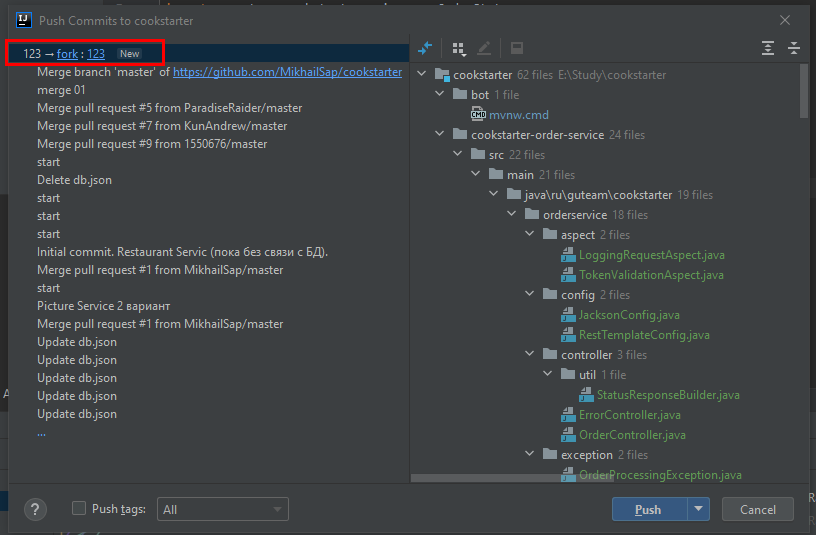 Push Commits to cookstarter
123 → fork : 123 New
Merge branch 'master' of https://github.com/MikhailSap/cookstarter
merge 01
Merge pull request #5 from ParadiseRaider/master
Merge pull request #7 from KunAndrew/master
Merge pull request #9 from 1550676/master
start
Delete db.json
start
start
start
Initial commit. Restaurant Servic (пока без связи с БД).
Merge pull request #1 from MikhailSap/master
start
Picture Service 2 вариант
Merge pull request #1 from MikhailSap/master
Update db.json
Update db.json
Update db.json
Update db.json
Update db.json
...
cookstarter 62 files E:\Study\cookstarter
bot 1 file
mvnw.cmd
cookstarter-order-service 24 files
src 22 files
main 21 files
java\ru\guteam\cookstarter 19 files
orderservice 18 files
aspect 2 files
LoggingRequestAspect.java
TokenValidationAspect.java
config 2 files
JacksonConfig.java
RestTemplateConfig.java
controller 3 files
util 1 file
StatusResponseBuilder.java
ErrorController.java
OrderController.java
exception 2 files
OrderProcessingException.java
? Push tags: All Push Cancel